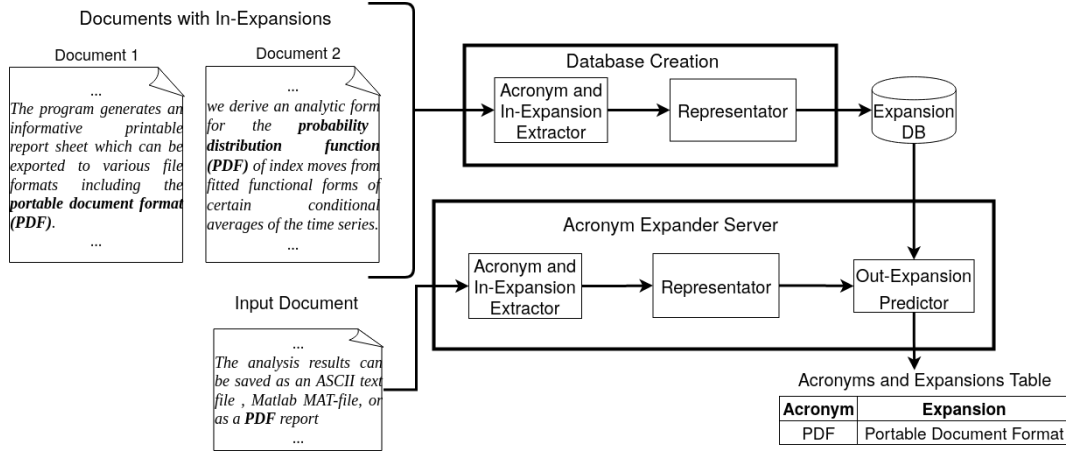 Documents with In-Expansions
Document 1
...
The program generates an
informative printable
report sheet which can be
exported to various file
formats including the
portable document format
(PDF).
...
Document 2
...
we derive an analytic form
for the probability
distribution function
(PDF) of index moves from
fitted functional forms of
certain conditional
averages of the time series.
...
Database Creation
Acronym and
In-Expansion
Extractor
Representator
Expansion
DB
Acronym Expander Server
Acronym and
In-Expansion
Extractor
Representator
Out-Expansion
Predictor
Input Document
...
The analysis results can
be saved as an ASCII text
file , Matlab MAT-file, or
as a PDF report
...
Acronyms and Expansions Table
Acronym Expansion
PDF Portable Document Format